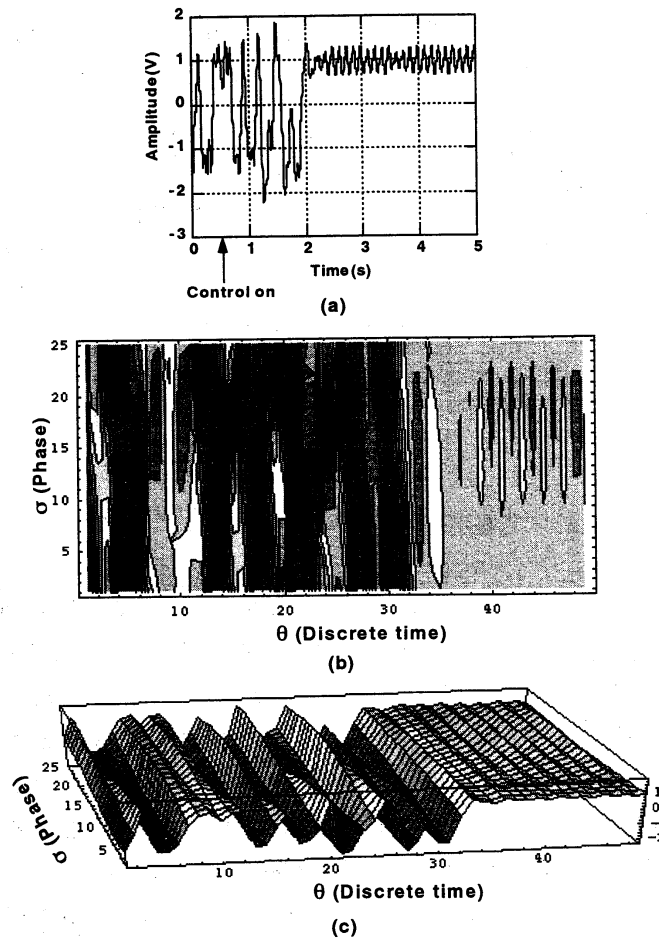 2
1
0
-1
-2
-3
Amplitude(V)
0 1 2 3 4 5
Time(s)
Control on
(a)
25
20
15
10
5
σ (Phase)
10 20 30 40
θ (Discrete time)
(b)
25
20
15
10
5
σ (Phase)
1
0
10 20 30 40
θ (Discrete time)
(c)